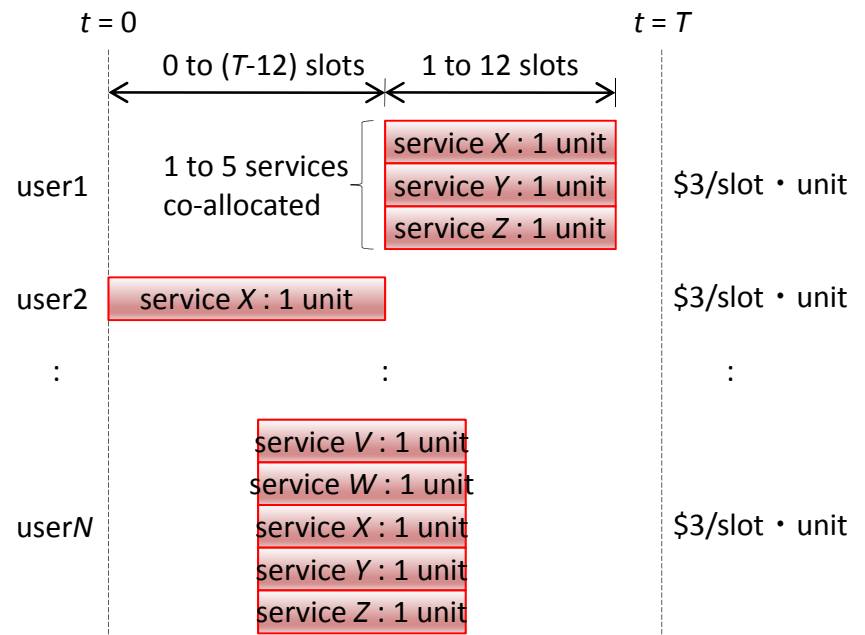 t = 0
t = T
0 to (T-12) slots
1 to 12 slots
1 to 5 services
co-allocated
user1
service X : 1 unit
service Y : 1 unit
service Z : 1 unit
$3/slot・unit
user2
service X : 1 unit
$3/slot・unit
:
:
:
userN
service V : 1 unit
service W : 1 unit
service X : 1 unit
service Y : 1 unit
service Z : 1 unit
$3/slot・unit